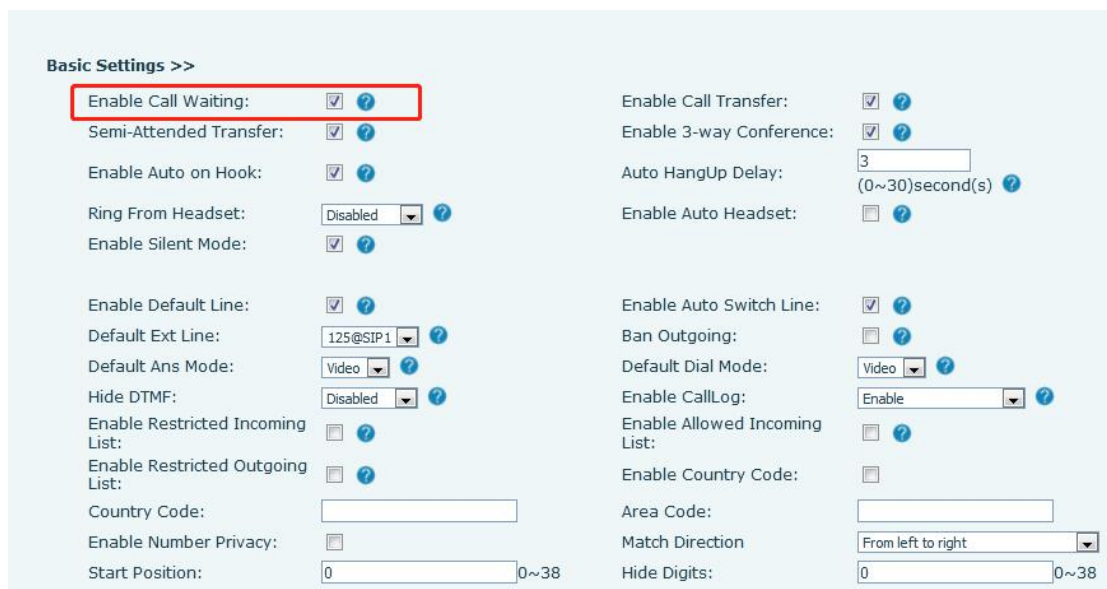 Basic Settings >>
Enable Call Waiting: ? Enable Call Transfer: ?
Semi-Attended Transfer: ? Enable 3-way Conference: ?
Enable Auto on Hook: ? Auto HangUp Delay: 3
(0~30)second(s) ?
Ring From Headset: Disabled ? Enable Auto Headset: ?
Enable Silent Mode: ?
Enable Default Line: ? Enable Auto Switch Line: ?
Default Ext Line: 125@SIP1 ? Ban Outgoing: ?
Default Ans Mode: Video ? Default Dial Mode: Video ?
Hide DTMF: Disabled ? Enable CallLog: Enable ?
Enable Restricted Incoming
List: ? Enable Allowed Incoming
List: ?
Enable Restricted Outgoing
List: ? Enable Country Code:
Country Code: Area Code:
Enable Number Privacy: Match Direction From left to right
Start Position: 0 0~38 Hide Digits: 0 0~38